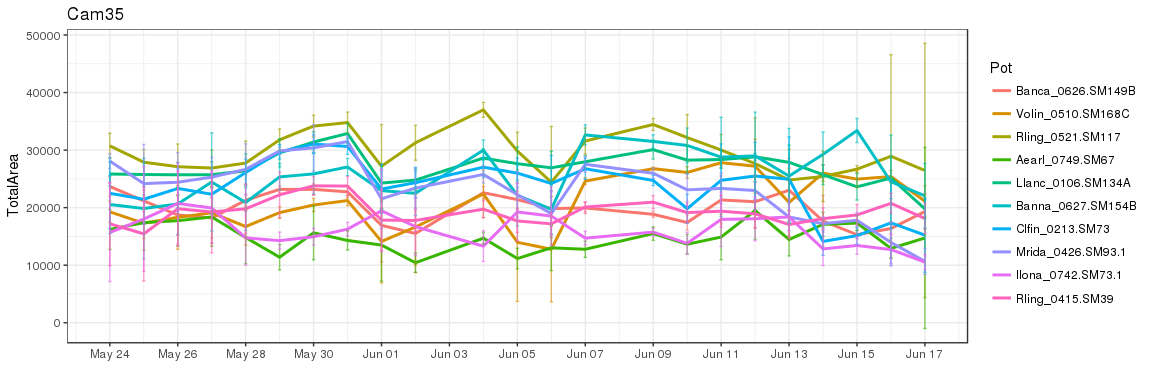 Cam35
TotalArea
50000
40000
30000
20000
10000
0
May 24 May 26 May 28 May 30 Jun 01 Jun 03 Jun 05 Jun 07 Jun 09 Jun 11 Jun 13 Jun 15 Jun 17
Pot
Banca_0626.SM149B
Volin_0510.SM168C
Rling_0521.SM117
Aearl_0749.SM67
Llanc_0106.SM134A
Banna_0627.SM154B
Clfin_0213.SM73
Mrida_0426.SM93.1
Ilona_0742.SM73.1
Rling_0415.SM39